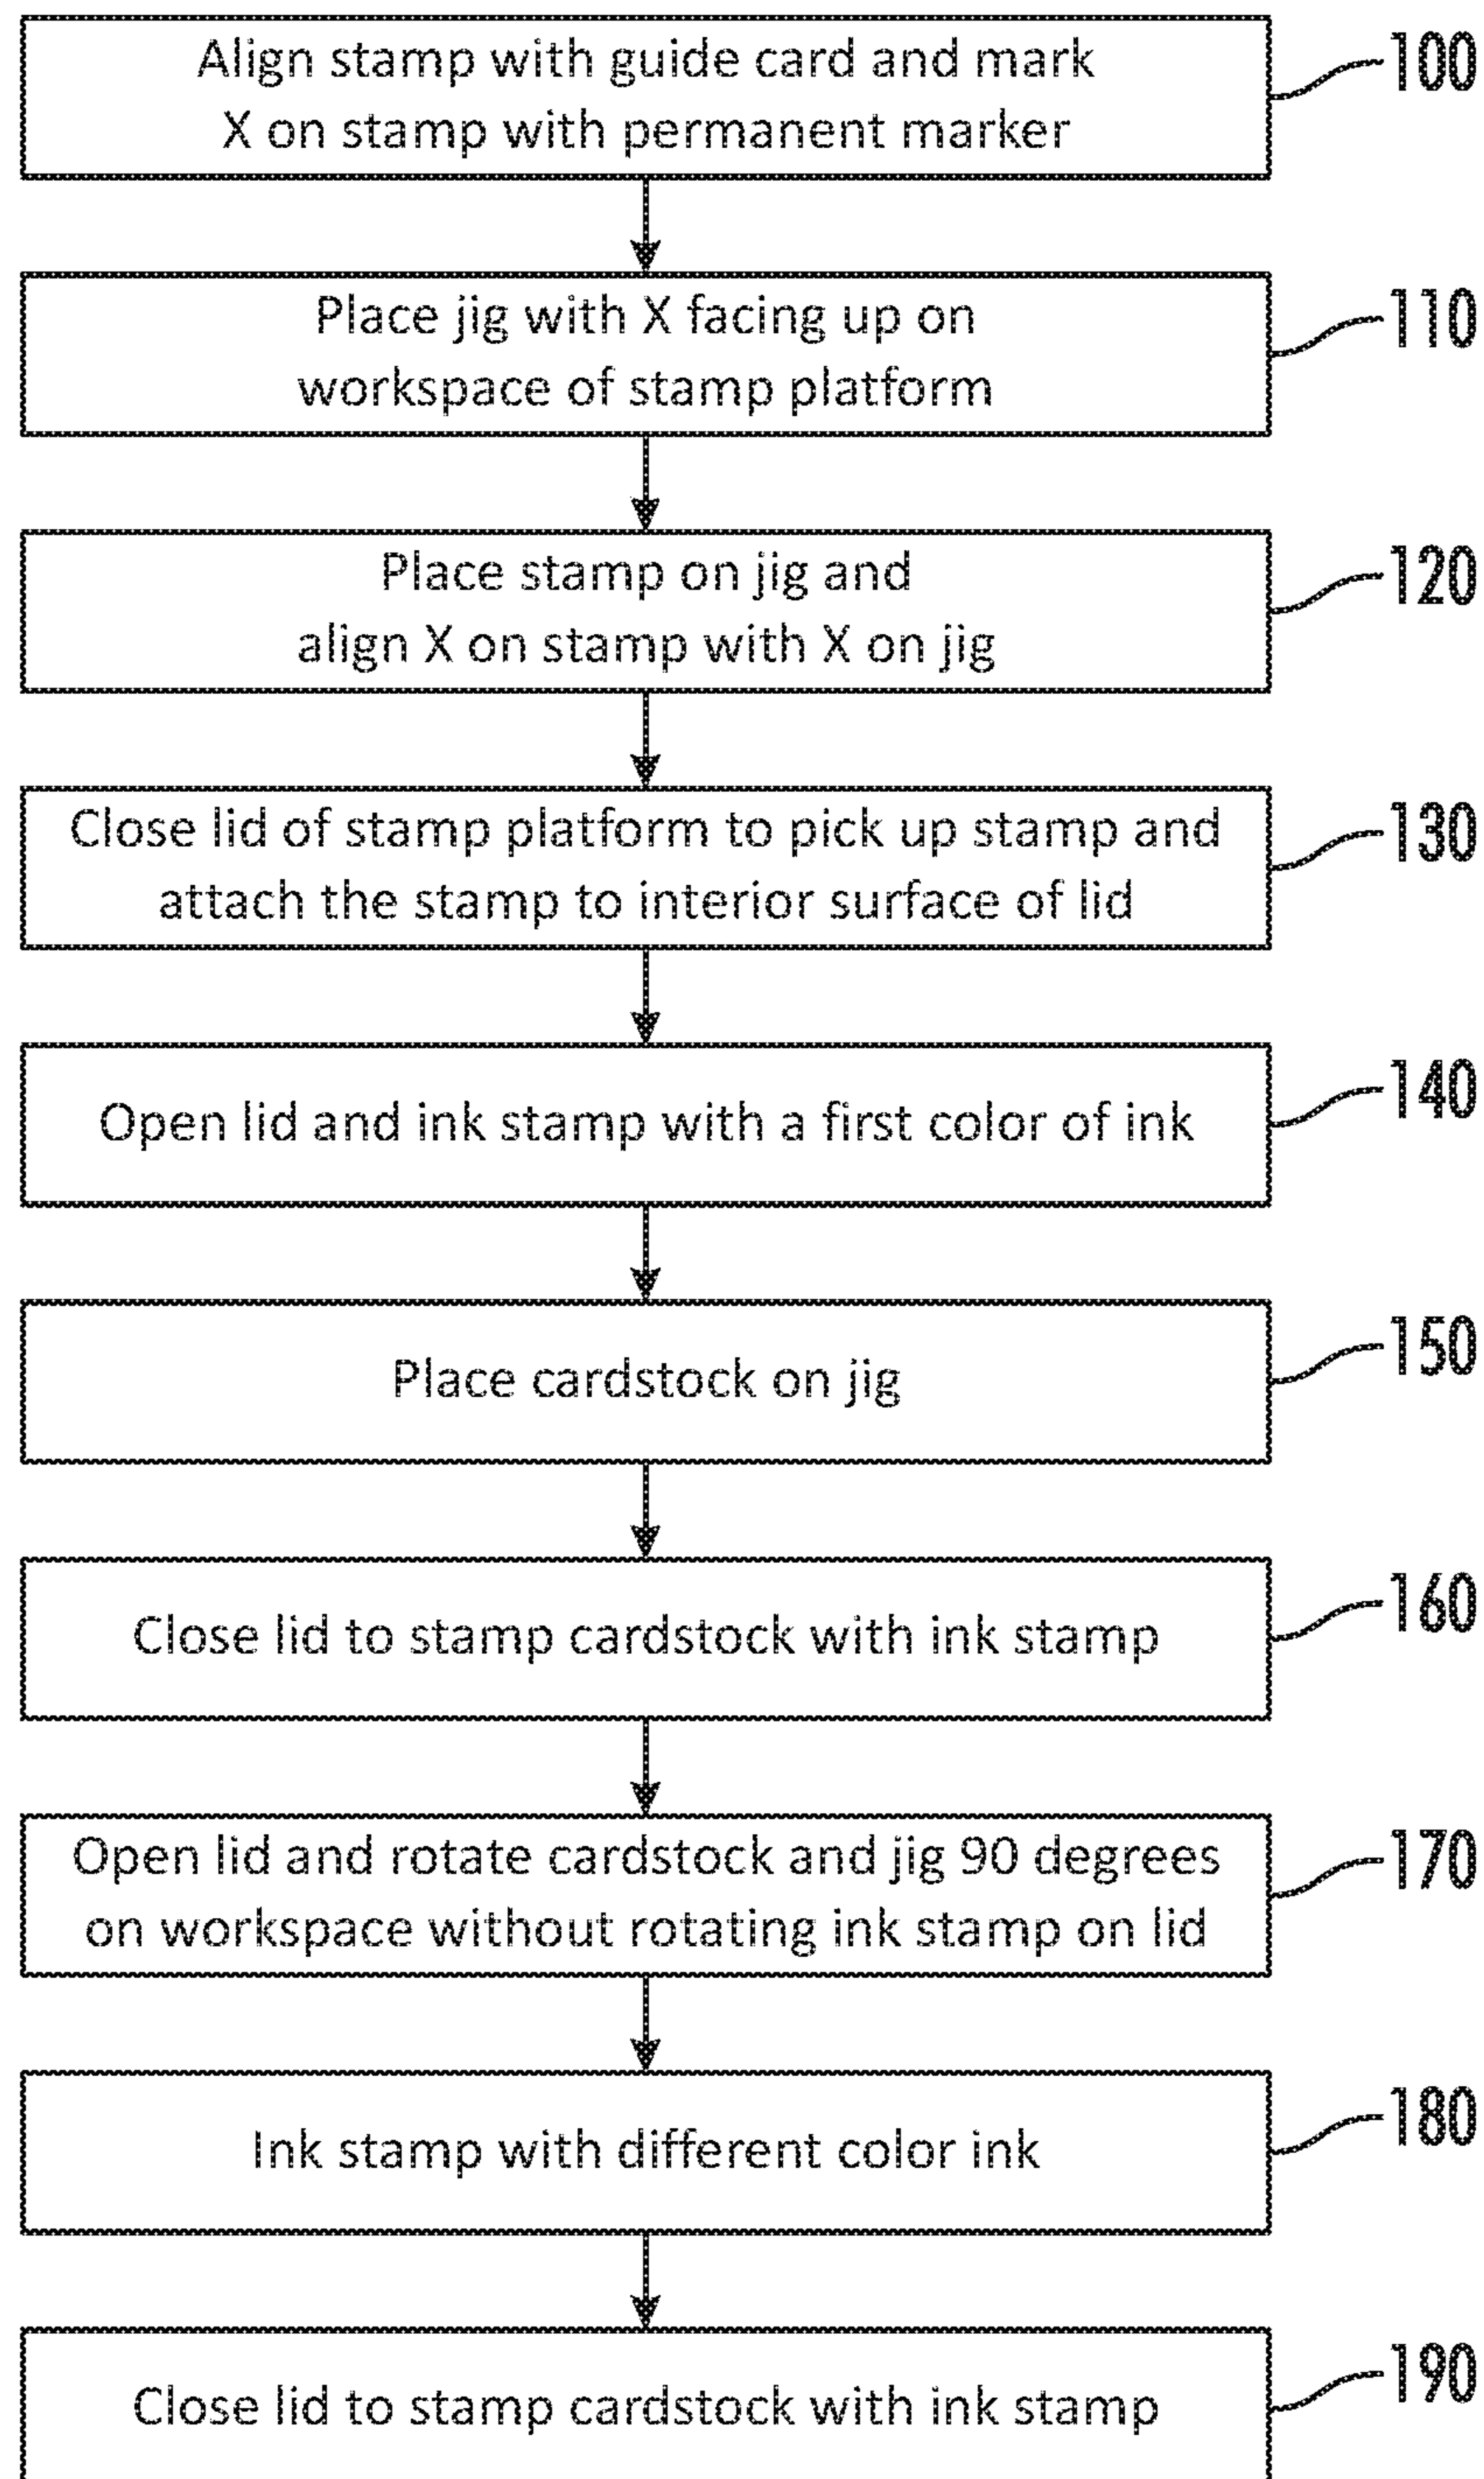 Align stamp with guide card and mark
X on stamp with permanent marker
100
Place jig with X facing up on
workspace of stamp platform
110
Place stamp on jig and
align X on stamp with X on jig
120
Close lid of stamp platform to pick up stamp and
attach the stamp to interior surface of lid
130
Open lid and ink stamp with a first color of ink
140
Place cardstock on jig
150
Close lid to stamp cardstock with ink stamp
160
Open lid and rotate cardstock and jig 90 degrees
on workspace without rotating ink stamp on lid
170
Ink stamp with different color ink
180
Close lid to stamp cardstock with ink stamp
190